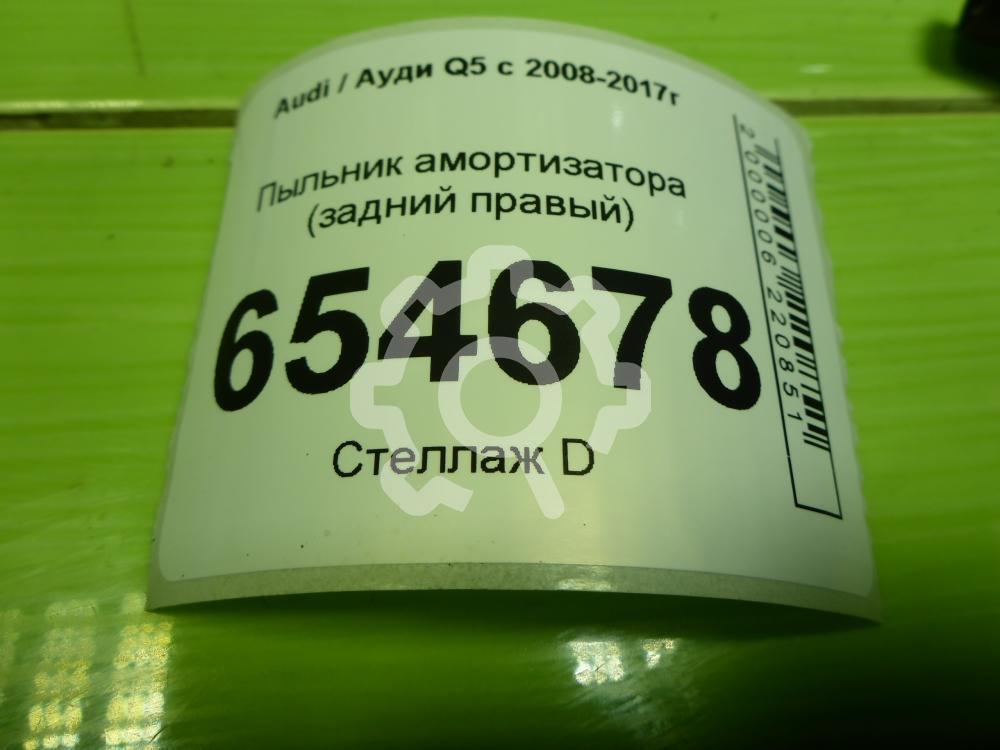 Audi / Ауди Q5 с 2008-2017г
Пыльник амортизатора
(задний правый)
654678
Стеллаж D
2000006220851